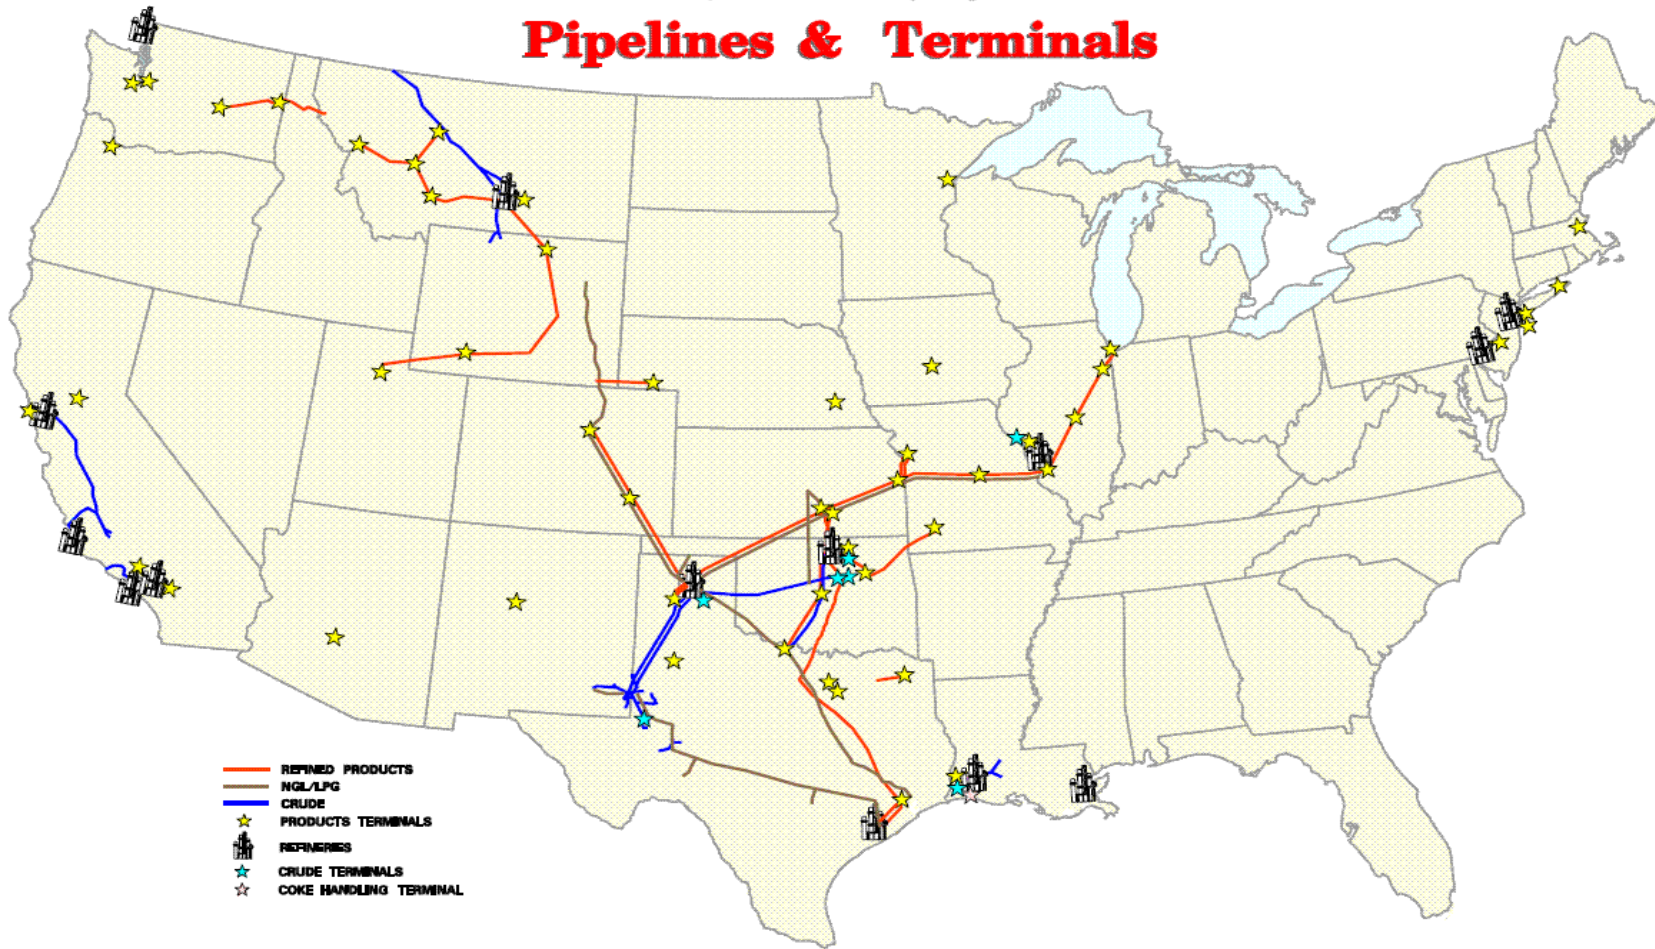 Pipelines & Terminals
REFINED PRODUCTS
NGL/LPG
CRUDE
PRODUCTS TERMINALS
REFINERIES
CRUDE TERMINALS
COKE HANDLING TERMINAL